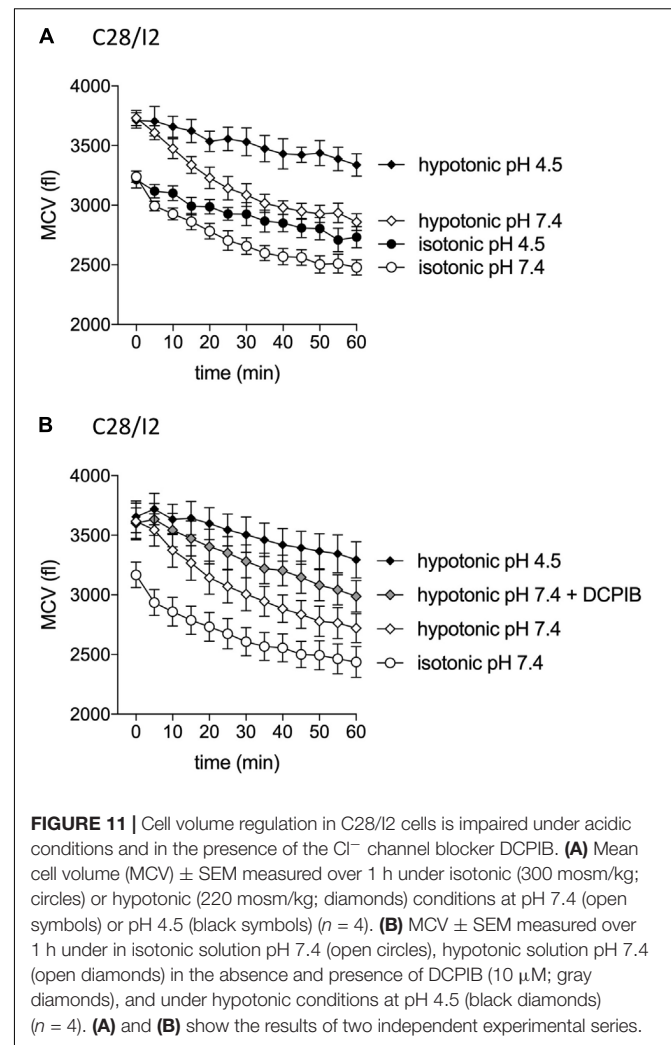 A C28/I2
4000
3500
3000
2500
2000
MCV (fl)
0 10 20 30 40 50 60
time (min)
hypotonic pH 4.5
hypotonic pH 7.4
isotonic pH 4.5
isotonic pH 7.4
B C28/I2
4000
3500
3000
2500
2000
MCV (fl)
0 10 20 30 40 50 60
time (min)
hypotonic pH 4.5
hypotonic pH 7.4 + DCPIB
hypotonic pH 7.4
isotonic pH 7.4
FIGURE 11 | Cell volume regulation in C28/I2 cells is impaired under acidic
conditions and in the presence of the Cl− channel blocker DCPIB. (A) Mean
cell volume (MCV) ± SEM measured over 1 h under isotonic (300 mosm/kg;
circles) or hypotonic (220 mosm/kg; diamonds) conditions at pH 7.4 (open
symbols) or pH 4.5 (black symbols) (n = 4). (B) MCV ± SEM measured over
1 h under in isotonic solution pH 7.4 (open circles), hypotonic solution pH 7.4
(open diamonds) in the absence and presence of DCPIB (10 μM; gray
diamonds), and under hypotonic conditions at pH 4.5 (black diamonds)
(n = 4). (A) and (B) show the results of two independent experimental series.